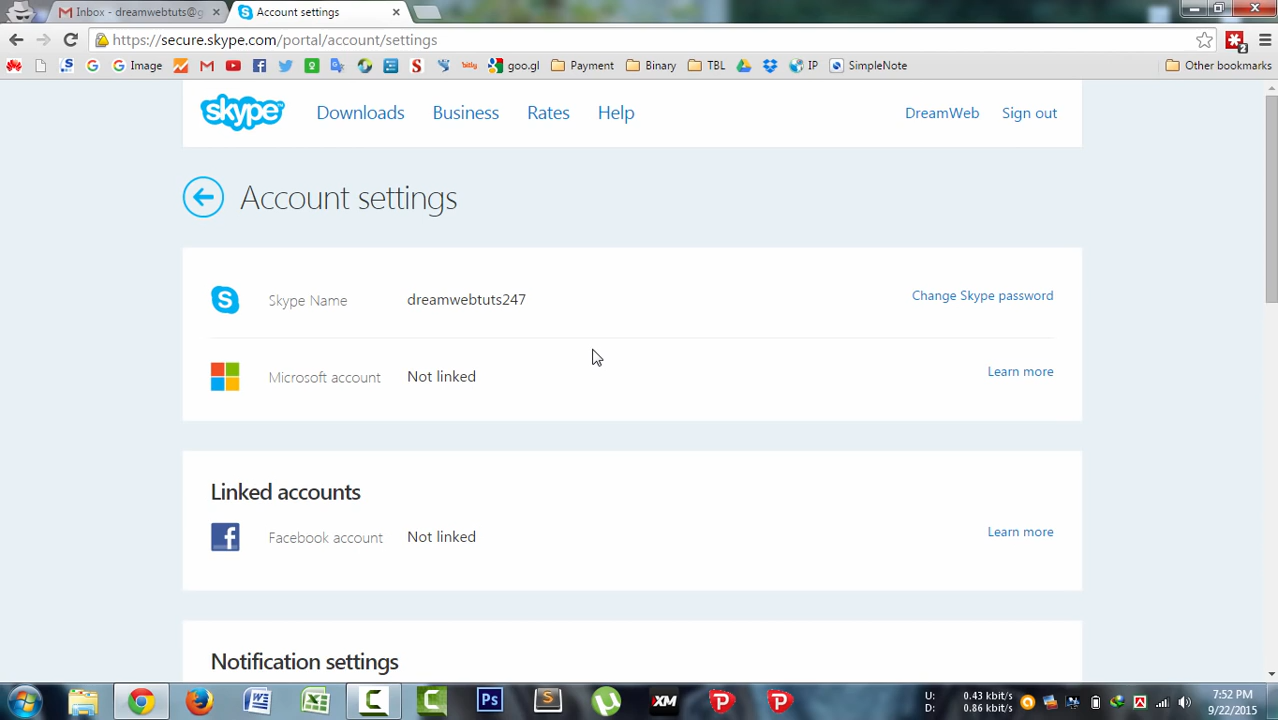 Inbox - dreamwebtuts@g
Account settings
https://secure.skype.com/portal/account/settings
2
Image
goo.gl
Payment
Binary
TBL
IP
SimpleNote
Other bookmarks
skype
Downloads
Business
Rates
Help
DreamWeb
Sign out
Account settings
Skype Name
dreamwebtuts247
Change Skype password
Microsoft account
Not linked
Learn more
Linked accounts
Facebook account
Not linked
Learn more
Notification settings
U: 0.43 kbit/s
D: 0.86 kbit/s
7:52 PM
9/22/2015